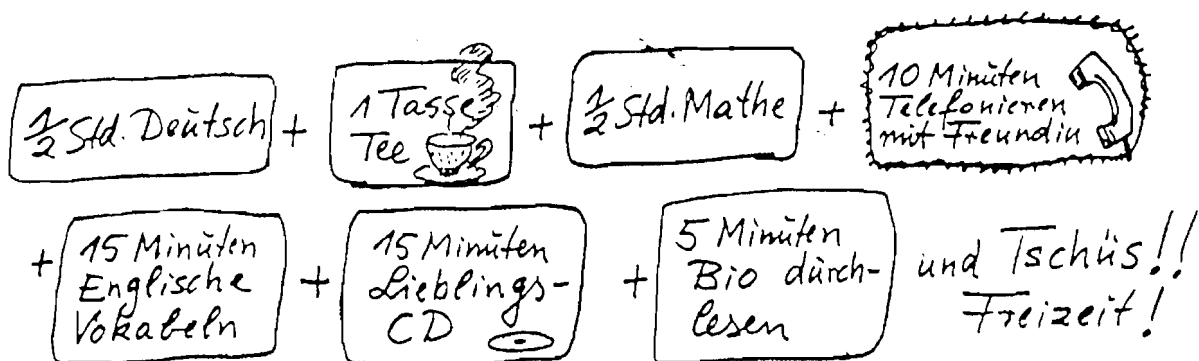 ½ Std. Deutsch + 1 Tasse Tee + ½ Std. Mathe + 10 Minuten Telefonieren mit Freundin
+ 15 Minuten Englische Vokabeln + 15 Minuten Lieblings-CD + 5 Minuten Bio durch-lesen und Tschüs!! Freizeit!